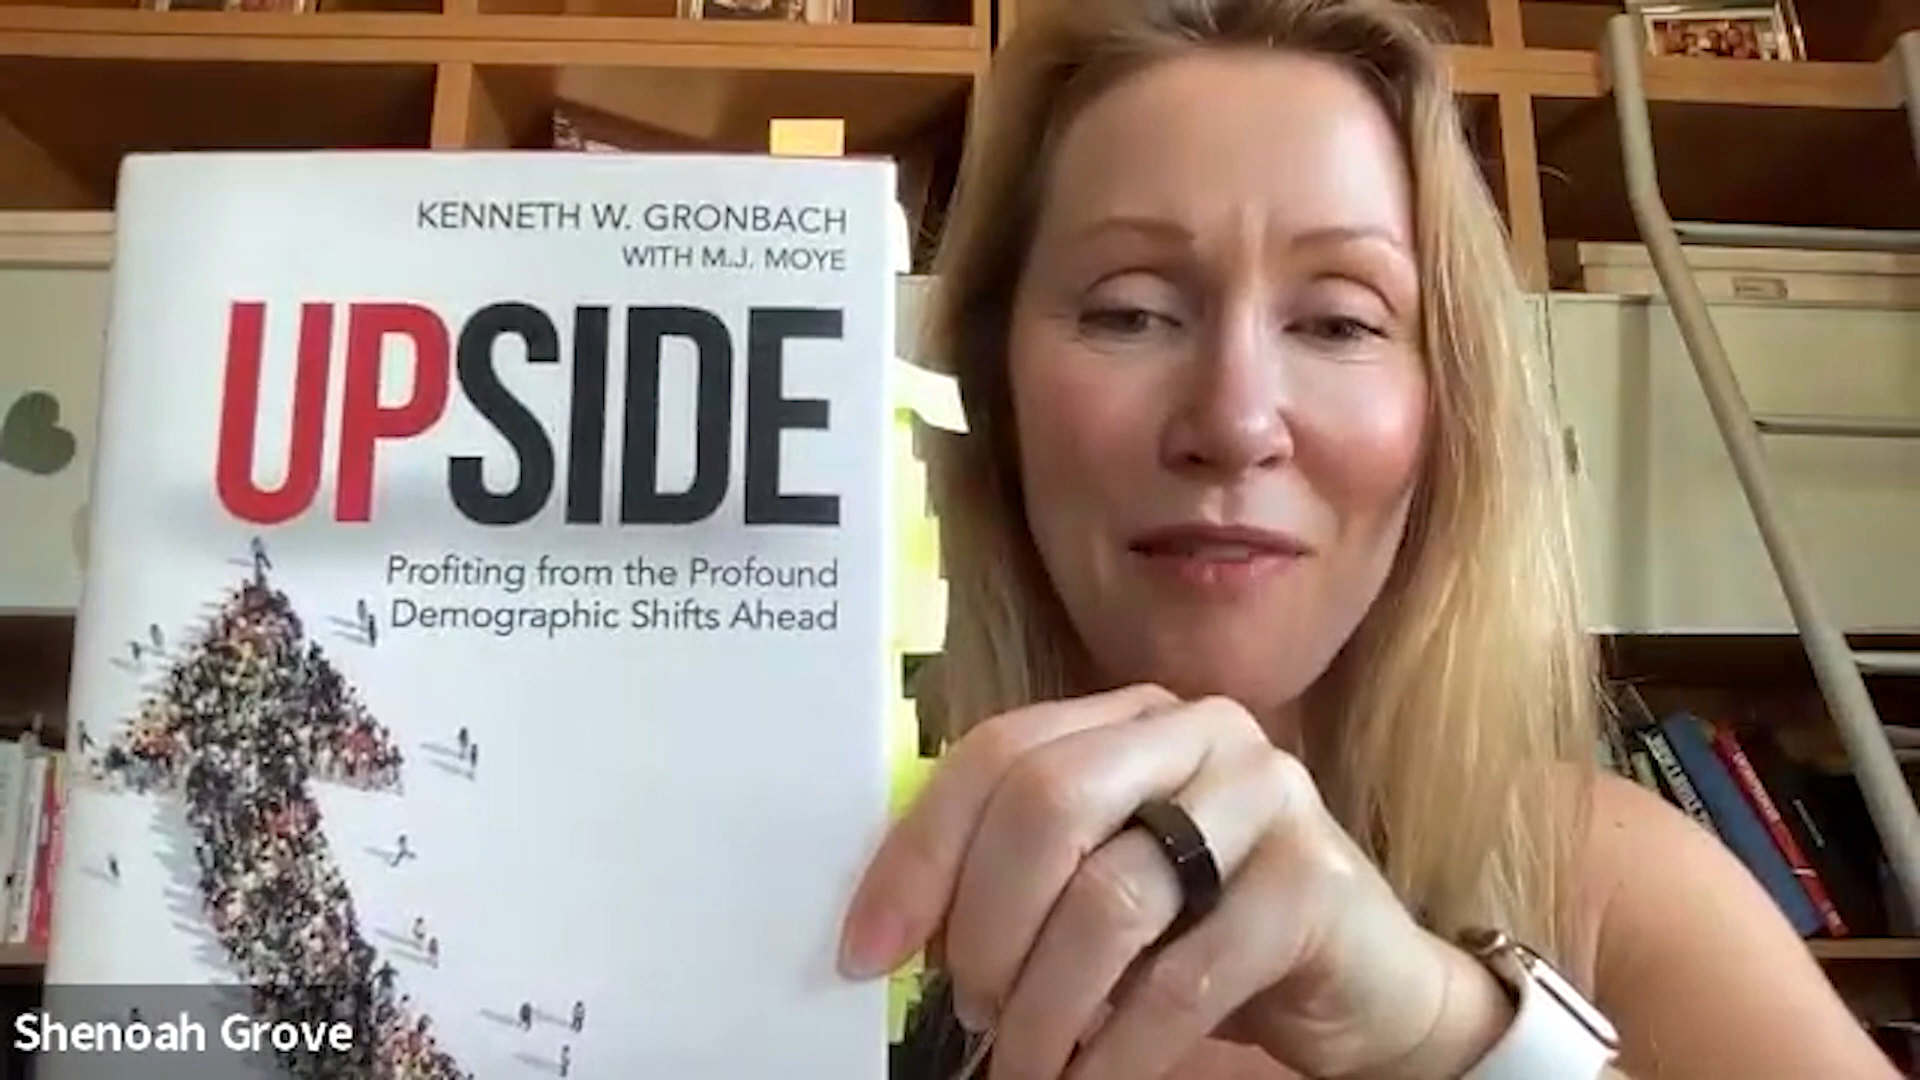 KENNETH W. GRONBACH
WITH M.J. MOYE
UPSIDE
Profiting from the Profound
Demographic Shifts Ahead
Shenoah Grove